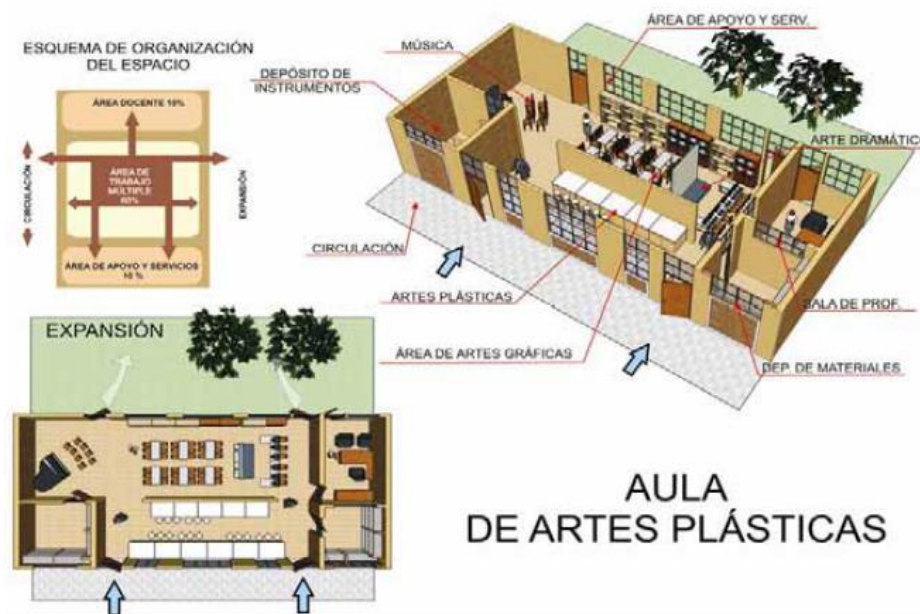 ESQUEMA DE ORGANIZACIÓN
DEL ESPACIO
ÁREA DOCENTE 10%
CIRCULACIÓN
ÁREA DE
TRABAJO
MÚLTIPLE
80%
EXPANSIÓN
ÁREA DE APOYO Y SERVICIOS
10 %
ÁREA DE APOYO Y SERV.
MÚSICA
DEPÓSITO DE
INSTRUMENTOS
ARTE DRAMÁTICO
CIRCULACIÓN
ARTES PLÁSTICAS
SALA DE PROF.
ÁREA DE ARTES GRÁFICAS
DEP. DE MATERIALES
EXPANSIÓN
AULA
DE ARTES PLÁSTICAS